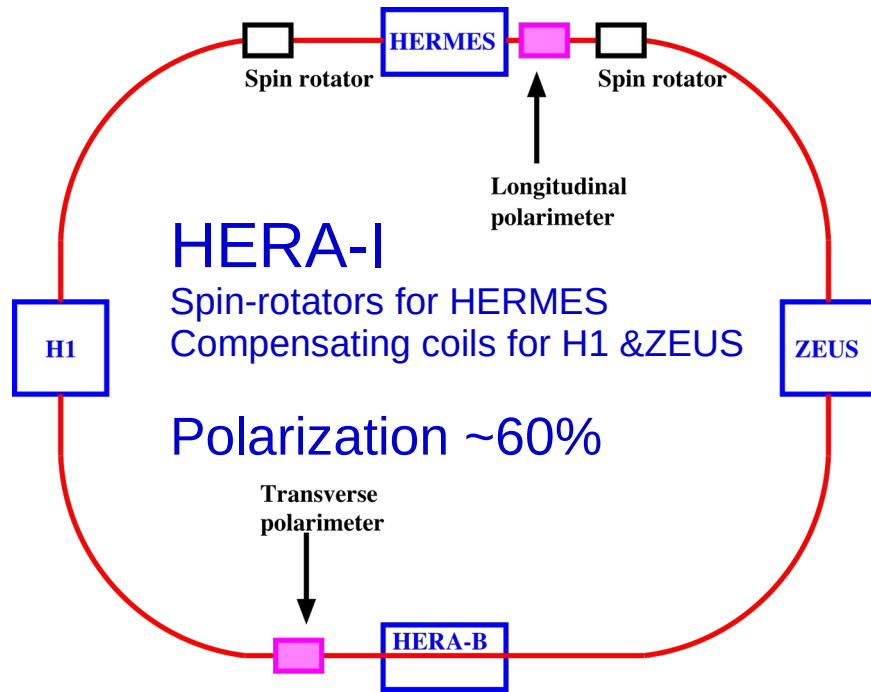 HERMES
Spin rotator
Spin rotator
Longitudinal
polarimeter
HERA-I
Spin-rotators for HERMES
Compensating coils for H1 &ZEUS
H1
ZEUS
Polarization ~60%
Transverse
polarimeter
HERA-B